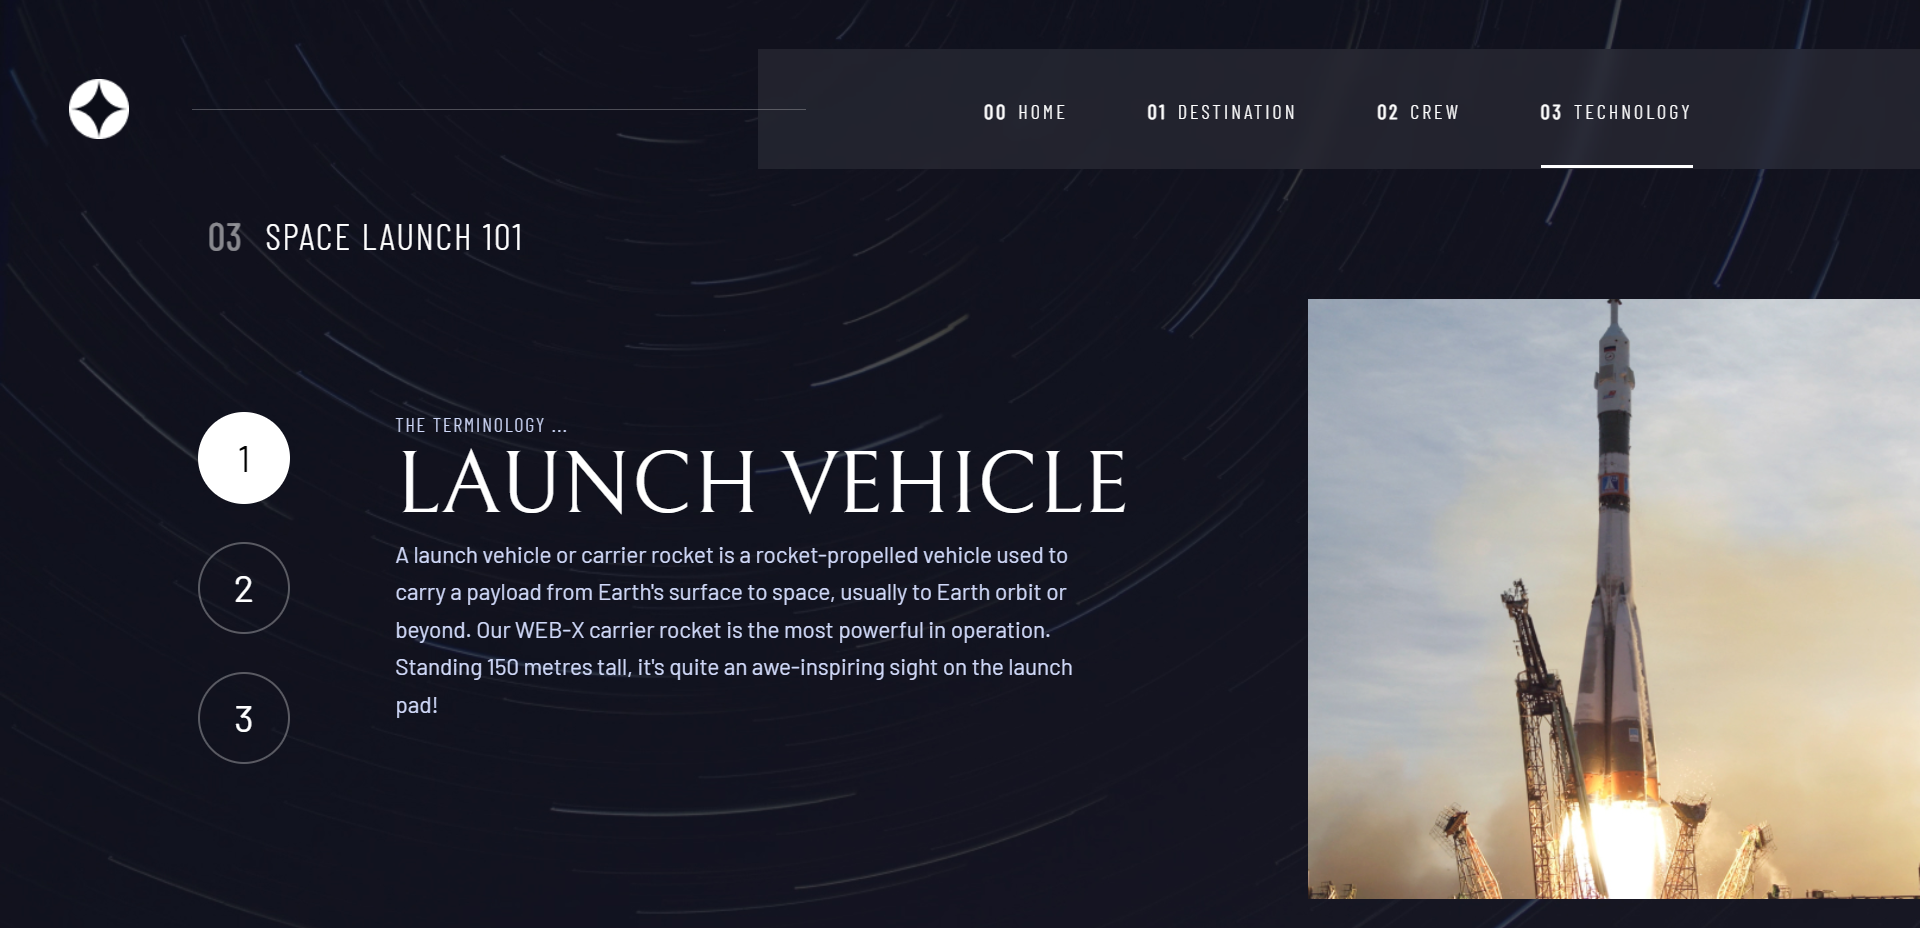 00 HOME 01 DESTINATION 02 CREW 03 TECHNOLOGY
03 SPACE LAUNCH 101
1
2
3
THE TERMINOLOGY ...
LAUNCH VEHICLE
A launch vehicle or carrier rocket is a rocket-propelled vehicle used to
carry a payload from Earth's surface to space, usually to Earth orbit or
beyond. Our WEB-X carrier rocket is the most powerful in operation.
Standing 150 metres tall, it's quite an awe-inspiring sight on the launch
pad!